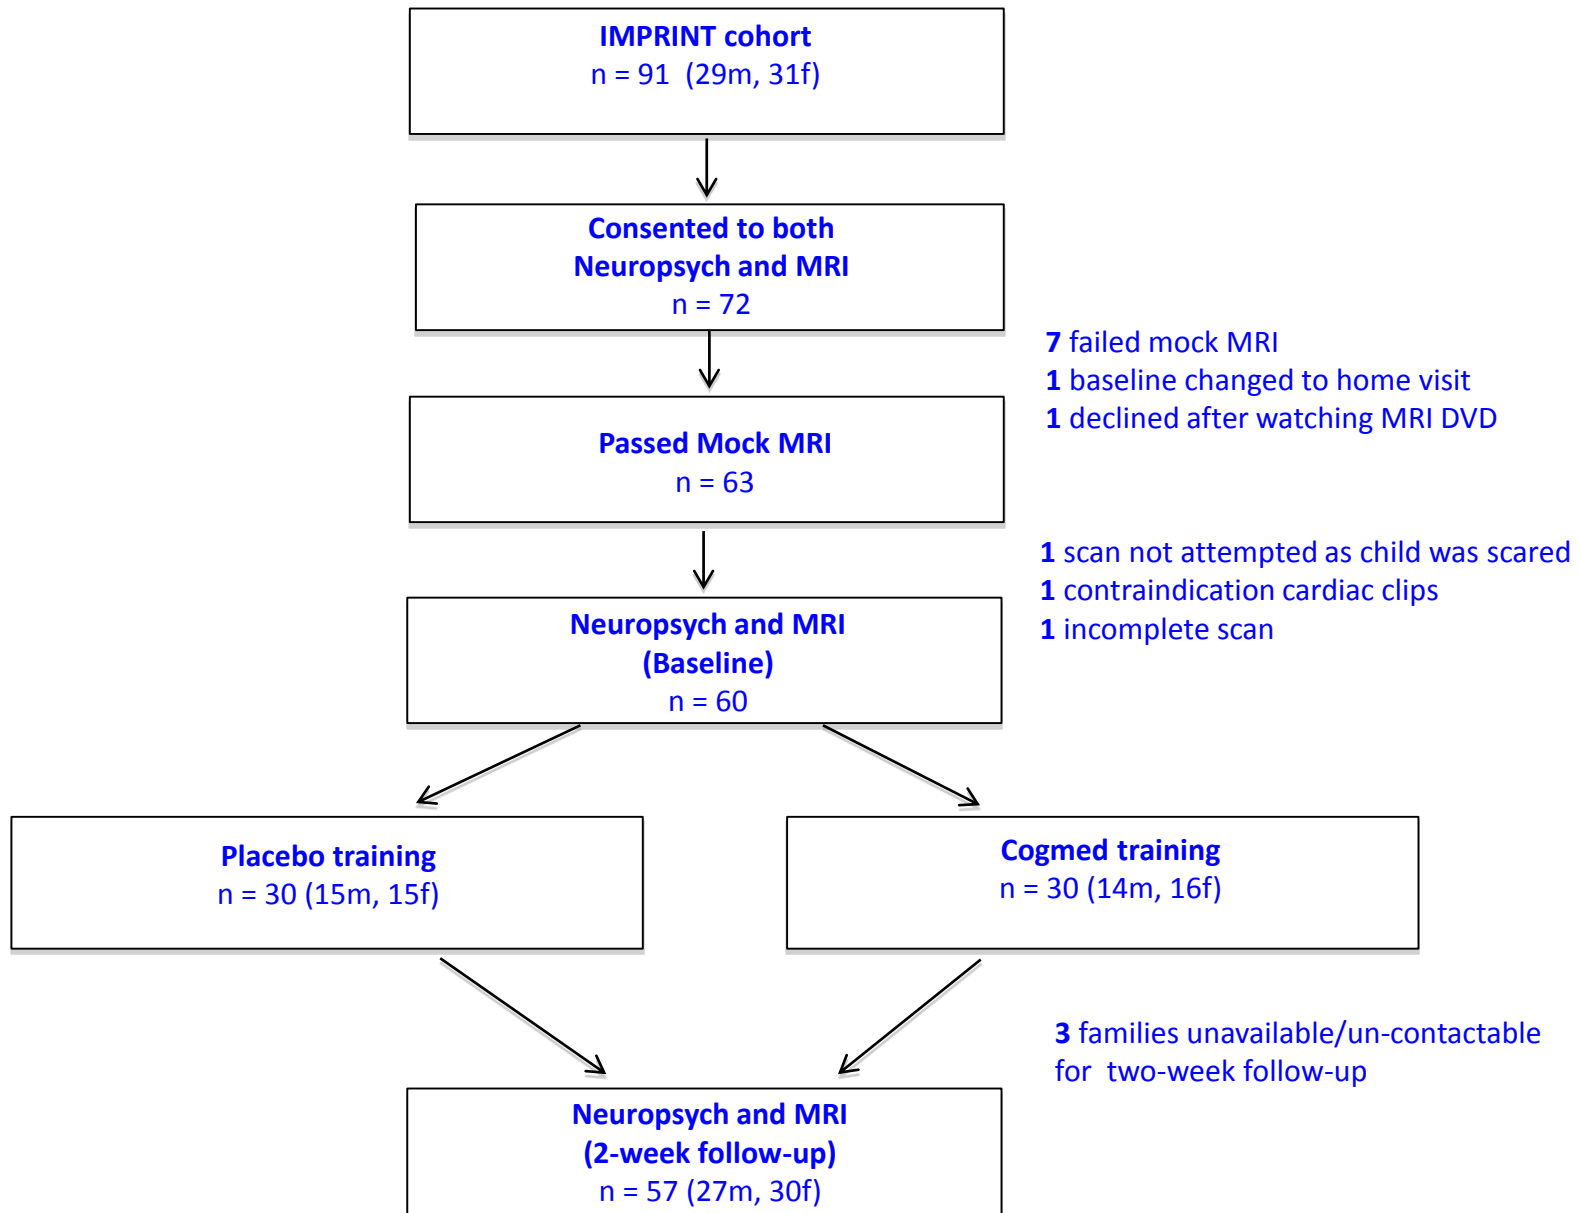 IMPRINT cohort
n = 91 (29m, 31f)
Consented to both
Neuropsych and MRI
n = 72
7 failed mock MRI
1 baseline changed to home visit
1 declined after watching MRI DVD
Passed Mock MRI
n = 63
1 scan not attempted as child was scared
1 contraindication cardiac clips
1 incomplete scan
Neuropsych and MRI
(Baseline)
n = 60
Placebo training
n = 30 (15m, 15f)
Cogmed training
n = 30 (14m, 16f)
3 families unavailable/un-contactable
for two-week follow-up
Neuropsych and MRI
(2-week follow-up)
n = 57 (27m, 30f)